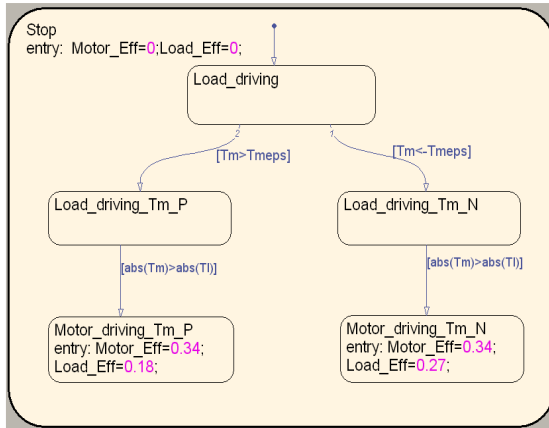 Stop
entry: Motor_Eff=0;Load_Eff=0;
Load_driving
2
1
[Tm>Tmeps]
[Tm<-Tmeps]
Load_driving_Tm_P
Load_driving_Tm_N
[abs(Tm)>abs(Tl)]
[abs(Tm)>abs(Tl)]
Motor_driving_Tm_P
entry: Motor_Eff=0.34;
Load_Eff=0.18;
Motor_driving_Tm_N
entry: Motor_Eff=0.34;
Load_Eff=0.27;